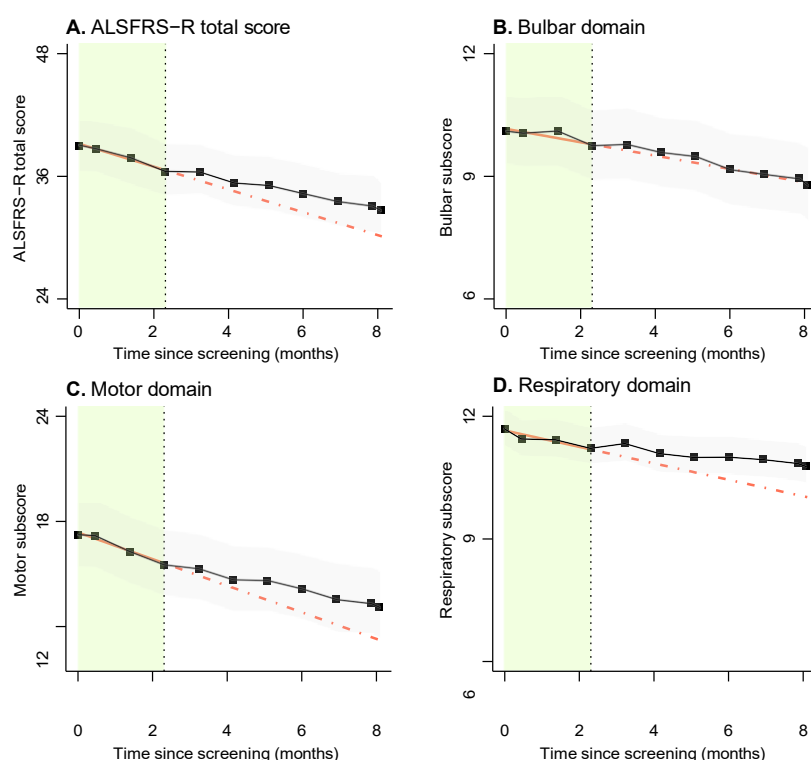 A. ALSFRS−R total score
ALSFRS−R total score
48
36
24
0 2 4 6 8
Time since screening (months)
B. Bulbar domain
Bulbar subscore
12
9
6
0 2 4 6 8
Time since screening (months)
C. Motor domain
Motor subscore
24
18
12
0 2 4 6 8
Time since screening (months)
D. Respiratory domain
Respiratory subscore
12
9
6
0 2 4 6 8
Time since screening (months)